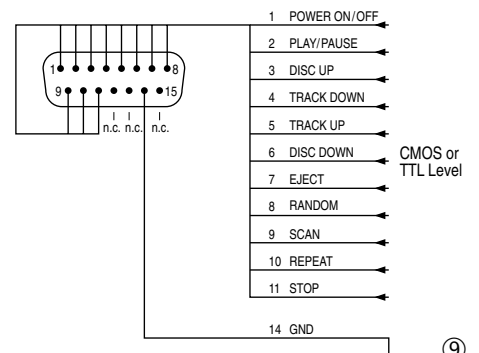 1 POWER ON/OFF
2 PLAY/PAUSE
3 DISC UP
4 TRACK DOWN
5 TRACK UP
6 DISC DOWN
7 EJECT
8 RANDOM
9 SCAN
10 REPEAT
11 STOP
14 GND
CMOS or
TTL Level
1 8
9 15
n.c. n.c.
⑨